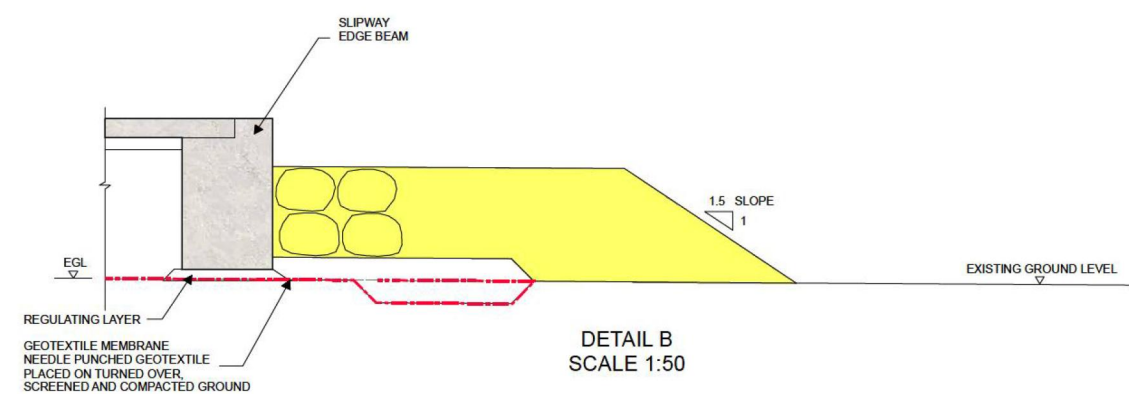 SLIPWAY
EDGE BEAM
1.5 SLOPE
1
EGL
EXISTING GROUND LEVEL
REGULATING LAYER
GEOTEXTILE MEMBRANE
NEEDLE PUNCHED GEOTEXTILE
PLACED ON TURNED OVER,
SCREENED AND COMPACTED GROUND
DETAIL B
SCALE 1:50